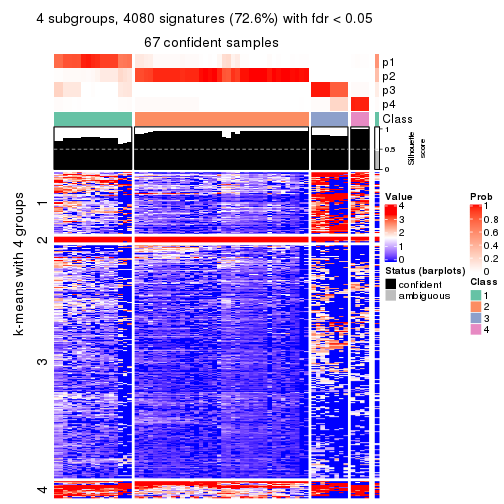 4 subgroups, 4080 signatures (72.6%) with fdr < 0.05
67 confident samples
p1
p2
p3
p4
Class
1
0.5
0
Silhouette
score
k-means with 4 groups
1
2
3
4
Value
4
3
2
1
0
Status (barplots)
confident
ambiguous
Prob
1
0.8
0.6
0.4
0.2
0
Class
1
2
3
4